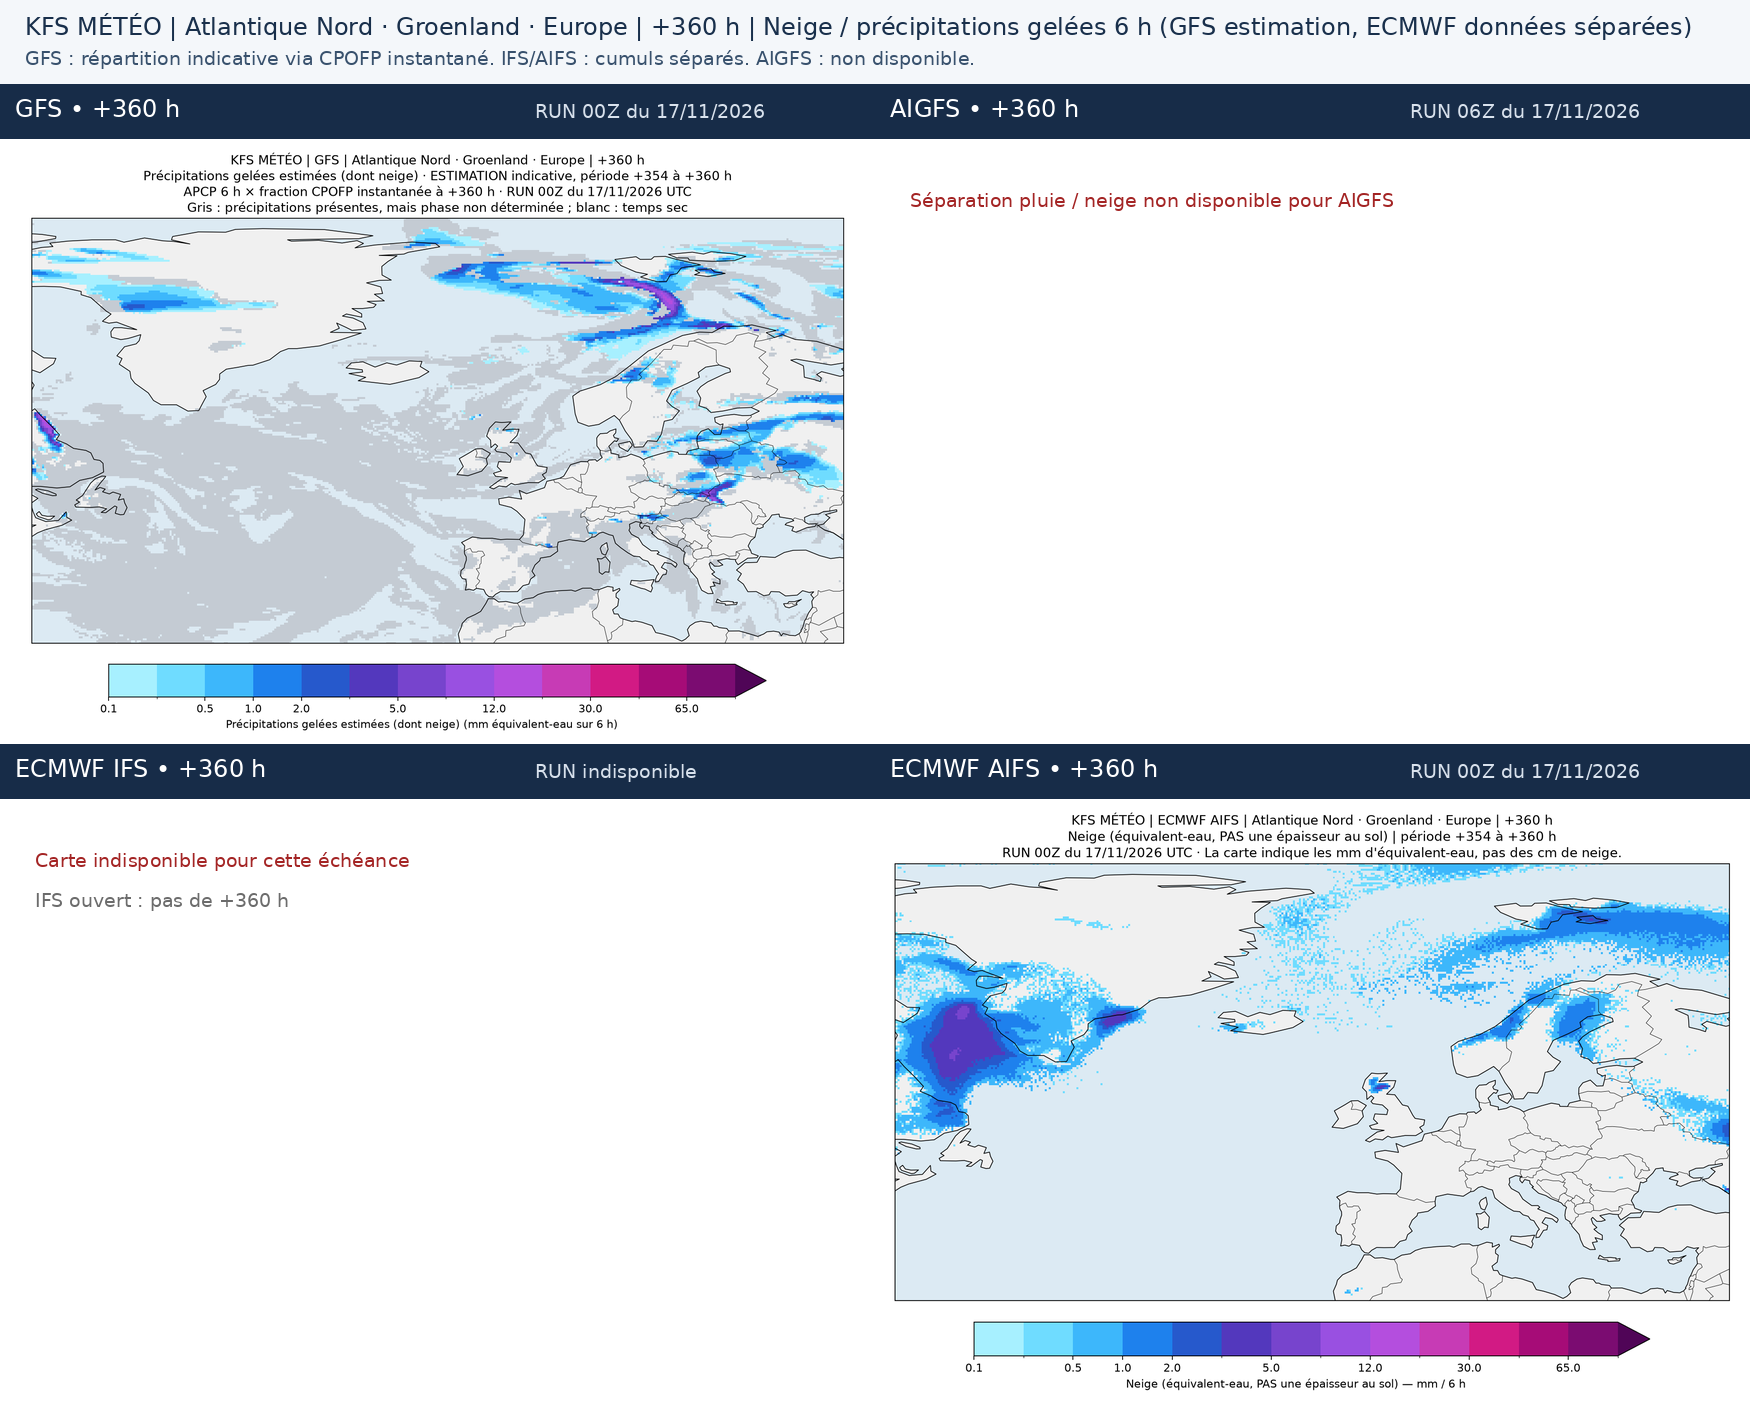 KFS MÉTÉO | Atlantique Nord · Groenland · Europe | +360 h | Neige / précipitations gelées 6 h (GFS estimation, ECMWF données séparées)
GFS : répartition indicative via CPOFP instantané. IFS/AIFS : cumuls séparés. AIGFS : non disponible.
GFS • +360 h
RUN 00Z du 17/11/2026
AIGFS • +360 h
RUN 06Z du 17/11/2026
KFS MÉTÉO | GFS | Atlantique Nord · Groenland · Europe | +360 h
Précipitations gelées estimées (dont neige) · ESTIMATION indicative, période +354 à +360 h
APCP 6 h × fraction CPOFP instantanée à +360 h · RUN 00Z du 17/11/2026 UTC
Gris : précipitations présentes, mais phase non déterminée ; blanc : temps sec
Séparation pluie / neige non disponible pour AIGFS
0.1 0.5 1.0 2.0 5.0 12.0 30.0 65.0
Précipitations gelées estimées (dont neige) (mm équivalent-eau sur 6 h)
ECMWF IFS • +360 h
RUN indisponible
ECMWF AIFS • +360 h
RUN 00Z du 17/11/2026
Carte indisponible pour cette échéance
IFS ouvert : pas de +360 h
KFS MÉTÉO | ECMWF AIFS | Atlantique Nord · Groenland · Europe | +360 h
Neige (équivalent-eau, PAS une épaisseur au sol) | période +354 à +360 h
RUN 00Z du 17/11/2026 UTC · La carte indique les mm d'équivalent-eau, pas des cm de neige.
0.1 0.5 1.0 2.0 5.0 12.0 30.0 65.0
Neige (équivalent-eau, PAS une épaisseur au sol) — mm / 6 h